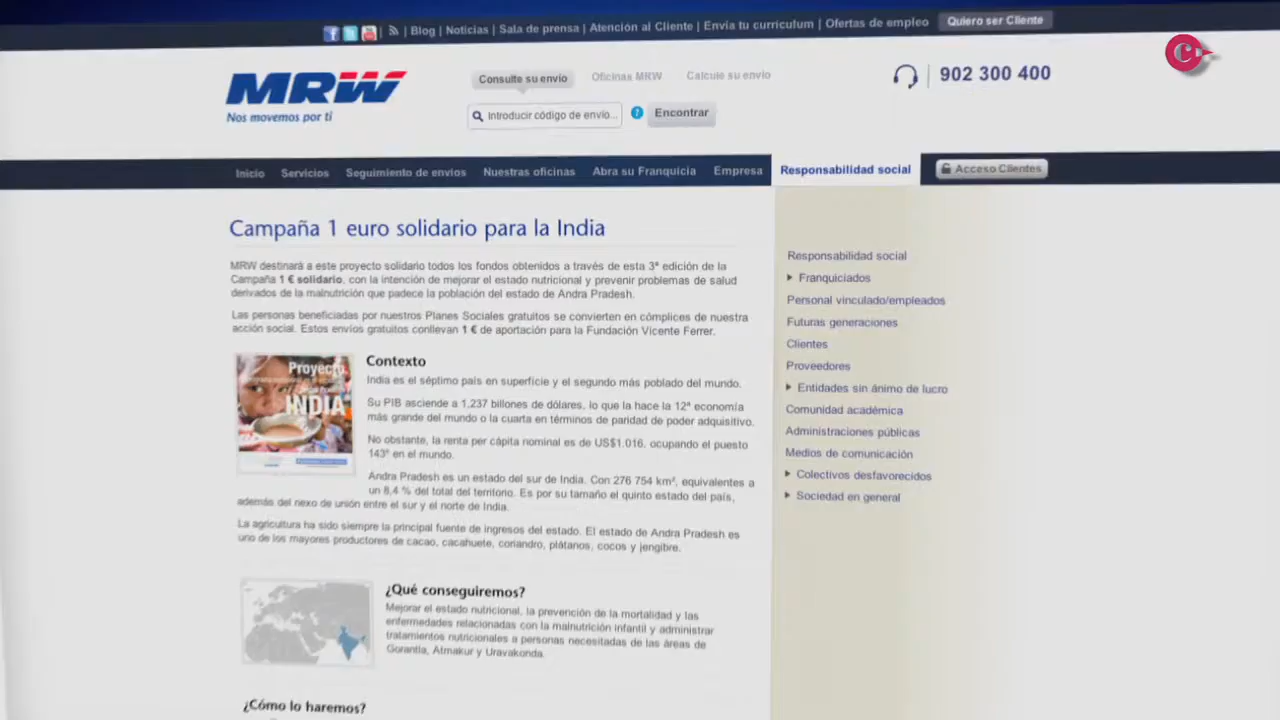 Blog | Noticias | Sala de prensa | Atención al Cliente | Envía tu curriculum | Ofertas de empleo
Quiero ser Cliente
C
MRW
Nos movemos por ti
Consulte su envío
Oficinas MRW
Calcule su envío
902 300 400
Introducir código de envío...
?
Encontrar
Inicio
Servicios
Seguimiento de envíos
Nuestras oficinas
Abra su Franquicia
Empresa
Responsabilidad social
Acceso Clientes
Campaña 1 euro solidario para la India
MRW destinará a este proyecto solidario todos los fondos obtenidos a través de esta 3ª edición de la
Campaña 1 € solidario, con la intención de mejorar el estado nutricional y prevenir problemas de salud
derivados de la malnutrición que padece la población del estado de Andra Pradesh.
Las personas beneficiadas por nuestros Planes Sociales gratuitos se convierten en cómplices de nuestra
acción social. Estos envíos gratuitos conllevan 1 € de aportación para la Fundación Vicente Ferrer.
Proyecto
INDIA
Contexto
India es el séptimo país en superficie y el segundo más poblado del mundo.
Su PIB asciende a 1,237 billones de dólares, lo que la hace la 12ª economía
más grande del mundo o la cuarta en términos de paridad de poder adquisitivo.
No obstante, la renta per cápita nominal es de US$1.016, ocupando el puesto
143º en el mundo.
Andra Pradesh es un estado del sur de India. Con 276 754 km², equivalentes a
un 8,4 % del total del territorio. Es por su tamaño el quinto estado del país,
además del nexo de unión entre el sur y el norte de India.
La agricultura ha sido siempre la principal fuente de ingresos del estado. El estado de Andra Pradesh es
uno de los mayores productores de cacao, cacahuete, coriandro, plátanos, cocos y jengibre.
¿Qué conseguiremos?
Mejorar el estado nutricional, la prevención de la mortalidad y las
enfermedades relacionadas con la malnutrición infantil y administrar
tratamientos nutricionales a personas necesitadas de las áreas de
Gorantla, Atmakur y Uravakonda.
¿Cómo lo haremos?
Responsabilidad social
Franquiciados
Personal vinculado/empleados
Futuras generaciones
Clientes
Proveedores
Entidades sin ánimo de lucro
Comunidad académica
Administraciones públicas
Medios de comunicación
Colectivos desfavorecidos
Sociedad en general